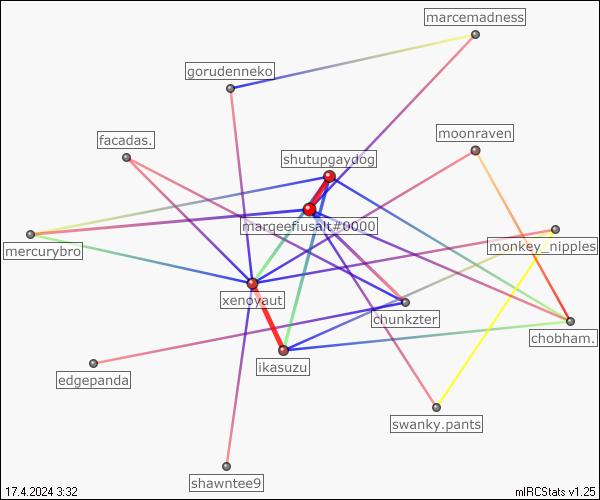 marcemadness
gorudenneko
moonraven
facadas.
shutupgaydog
margeefiusalt#0000
monkey_nipples
mercurybro
xenoyaut
chunkzter
chobham.
ikasuzu
edgepanda
swanky.pants
shawntee9
17.4.2024 3:32
mIRCStats v1.25